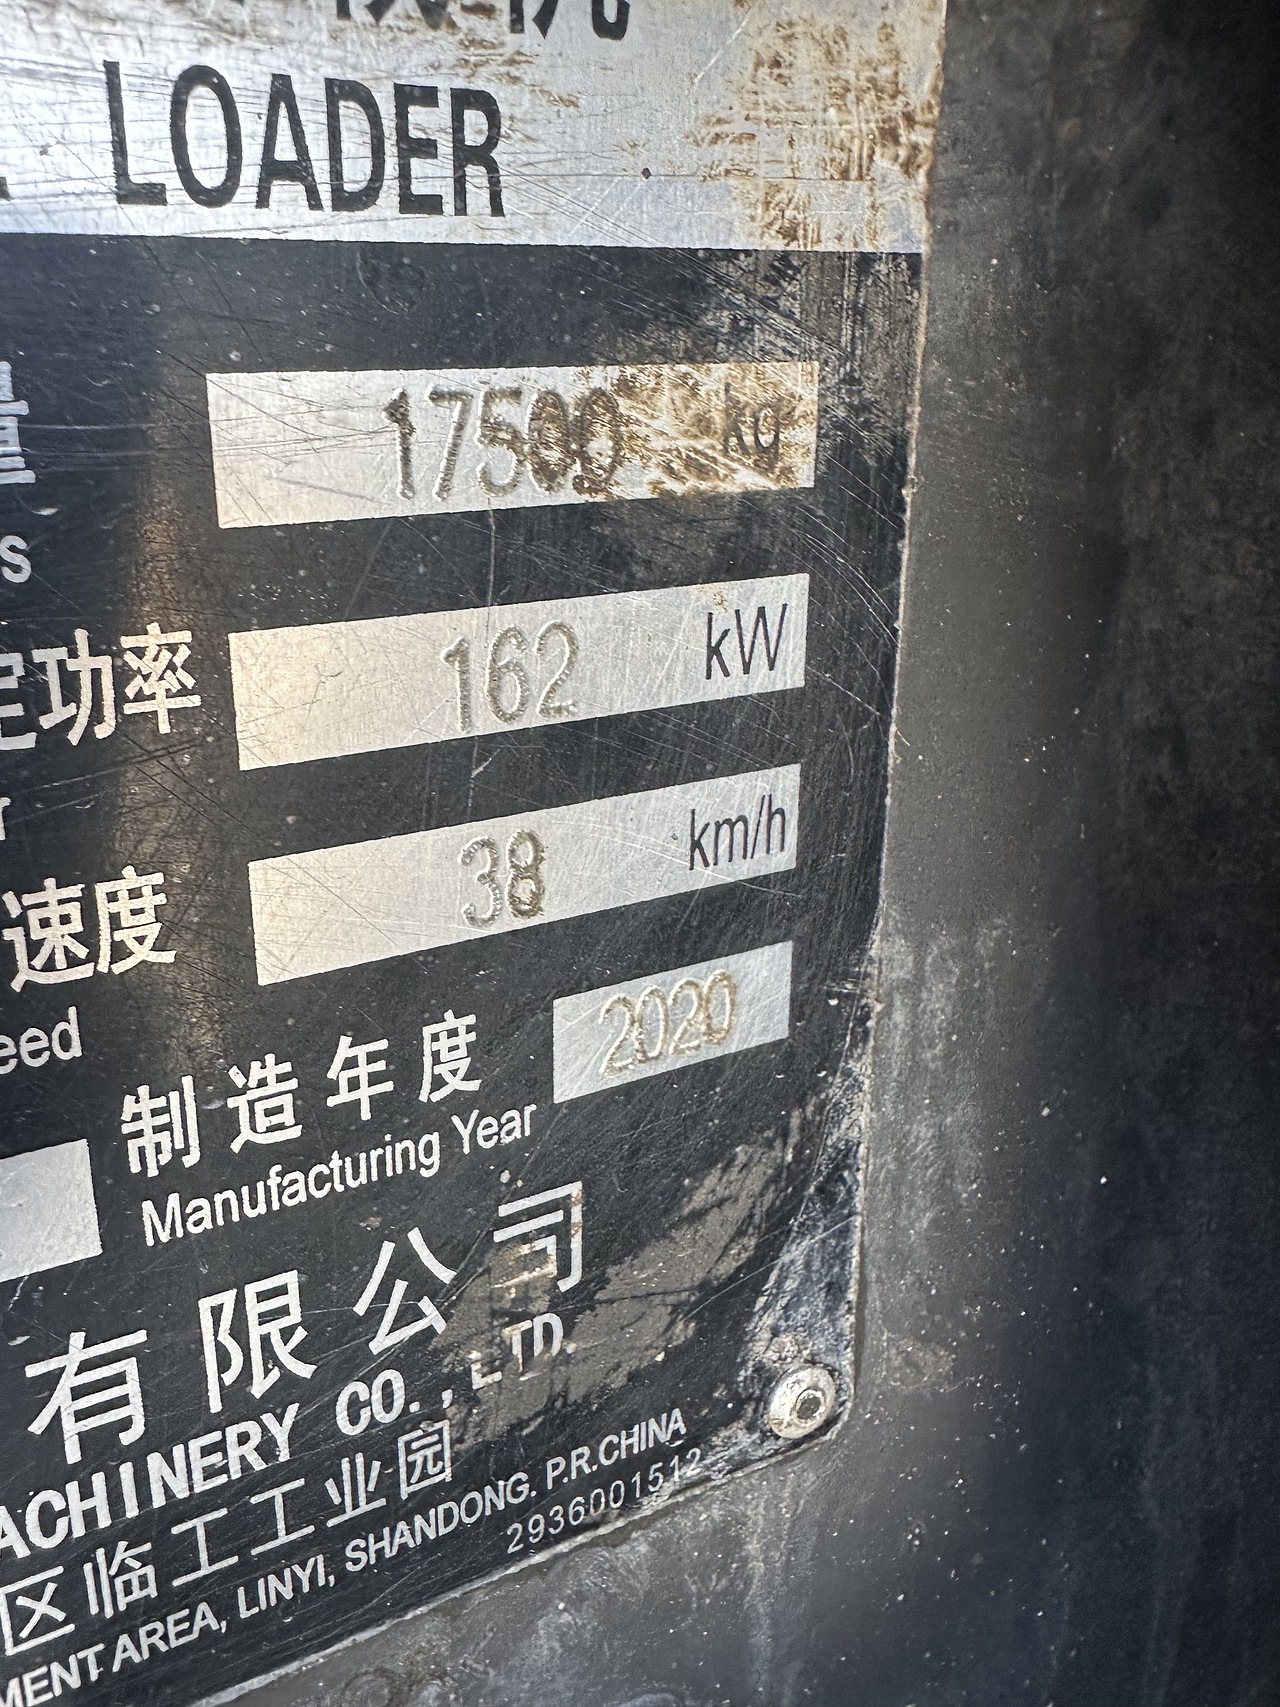 LOADER
量 17500 kg
s
定功率 162 kW
r
速度 38 km/h
eed
制造年度 2020
Manufacturing Year
有限公司
ACHINERY CO., LTD.
区临工工业园
MENT AREA, LINYI, SHANDONG. P.R.CHINA
2936001512